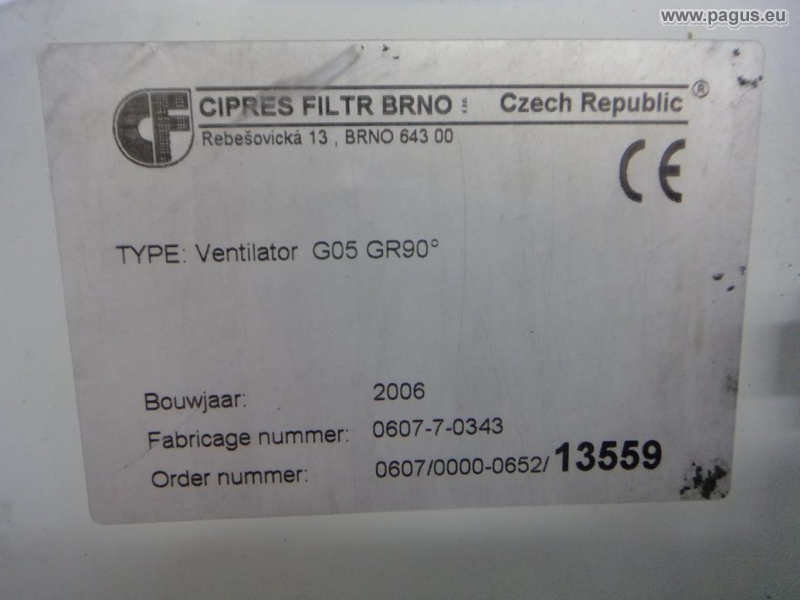 www.pagus.eu
CF CIPRES FILTR BRNO Czech Republic ®
Rebešovická 13 , BRNO 643 00
CE
TYPE: Ventilator G05 GR90°
Bouwjaar: 2006
Fabricage nummer: 0607-7-0343
Order nummer: 0607/0000-0652/ 13559